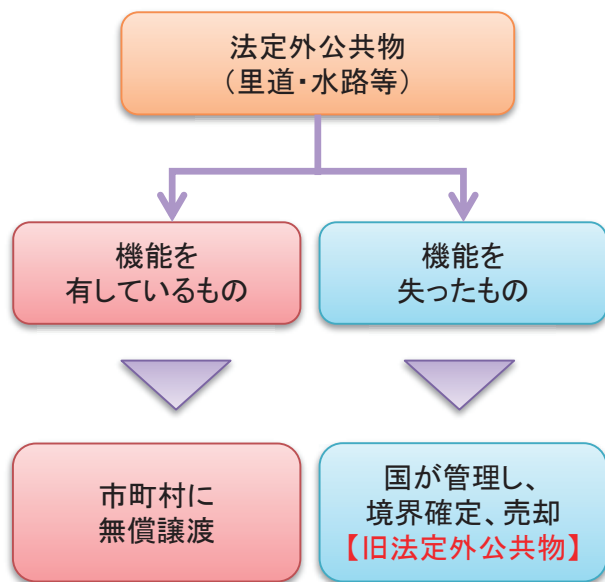 法定外公共物
（里道・水路等）
機能を
有しているもの
機能を
失ったもの
市町村に
無償譲渡
国が管理し、
境界確定、売却
【旧法定外公共物】